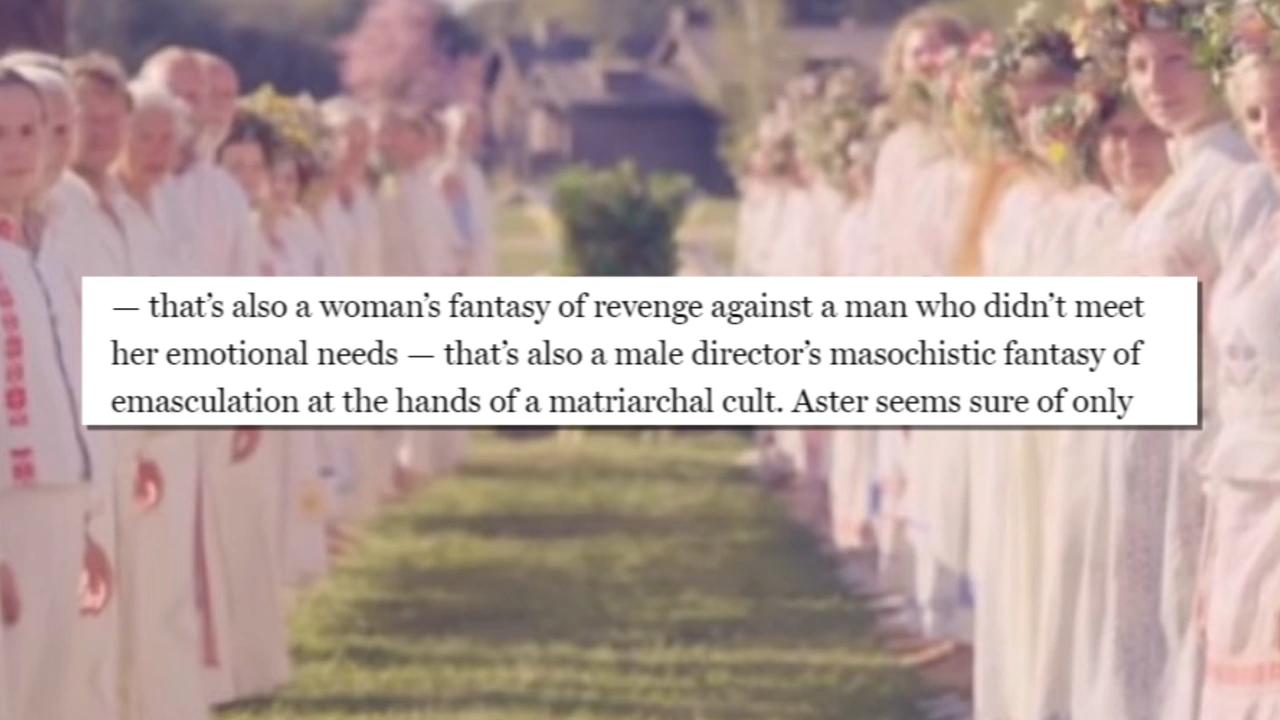 — that’s also a woman’s fantasy of revenge against a man who didn’t meet
her emotional needs — that’s also a male director’s masochistic fantasy of
emasculation at the hands of a matriarchal cult. Aster seems sure of only